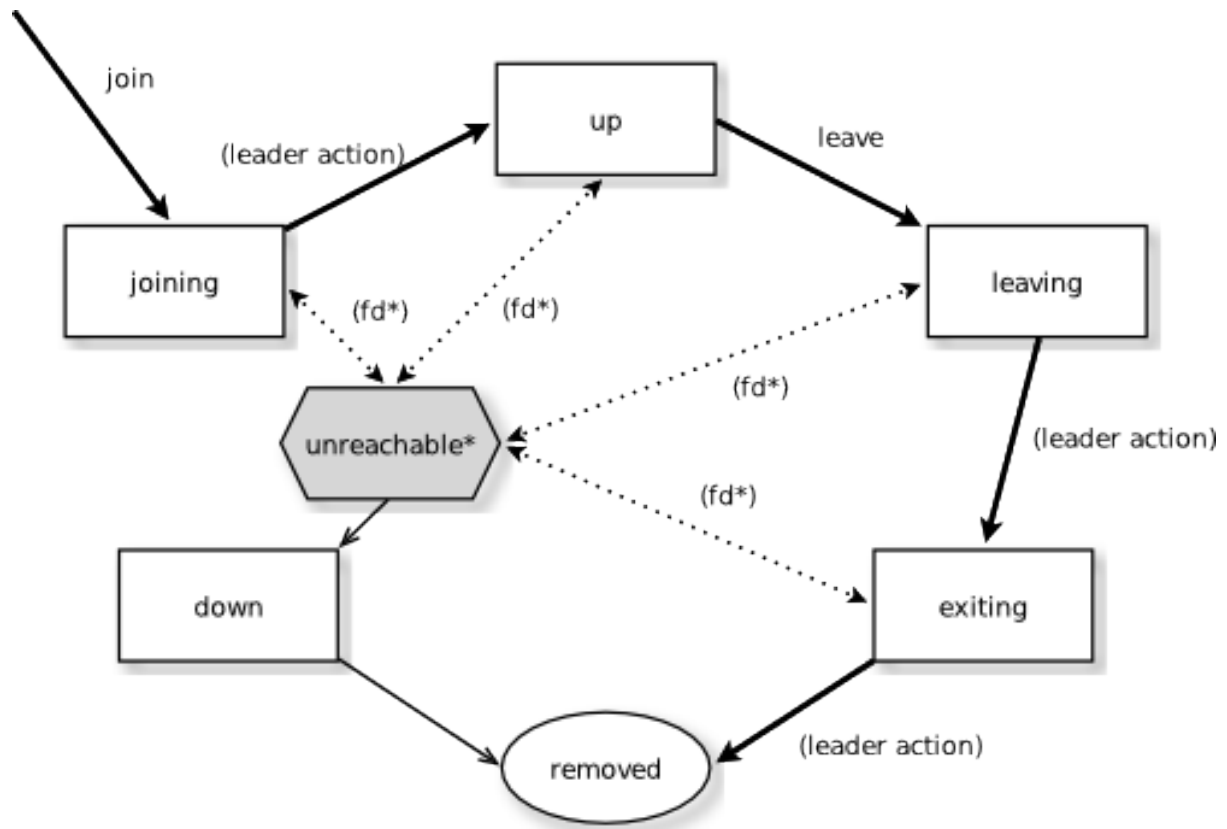 join
up
leave
(leader action)
joining
leaving
(fd*)
(fd*)
(fd*)
unreachable*
(leader action)
(fd*)
down
exiting
(leader action)
removed